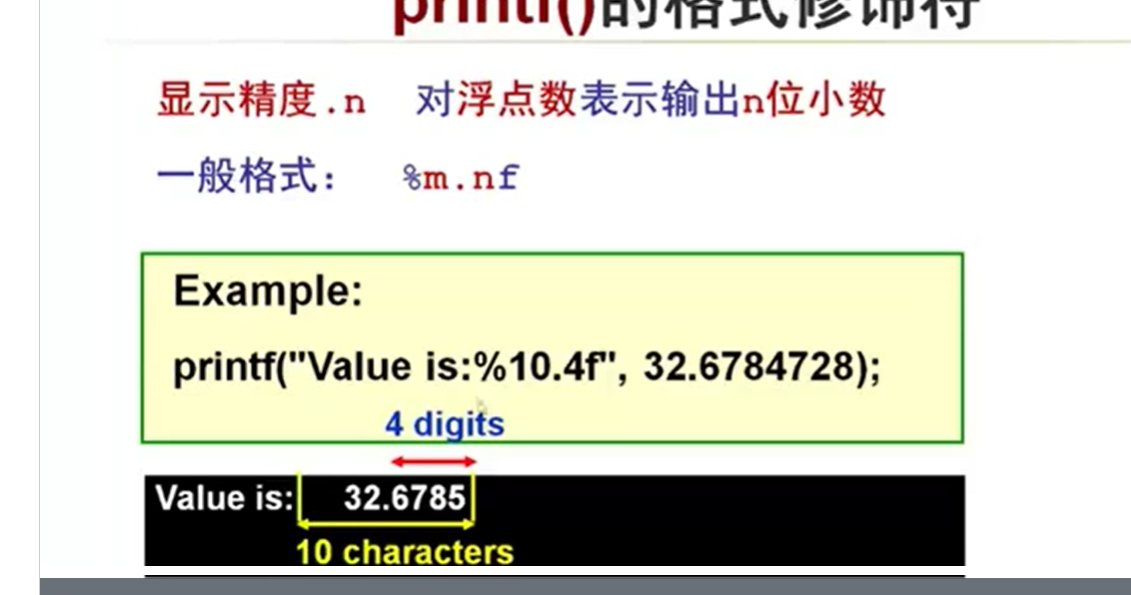 printf()的格式修饰符
显示精度.n 对浮点数表示输出n位小数
一般格式： %m.nf
Example:
printf("Value is:%10.4f", 32.6784728);
4 digits
Value is: 32.6785
10 characters